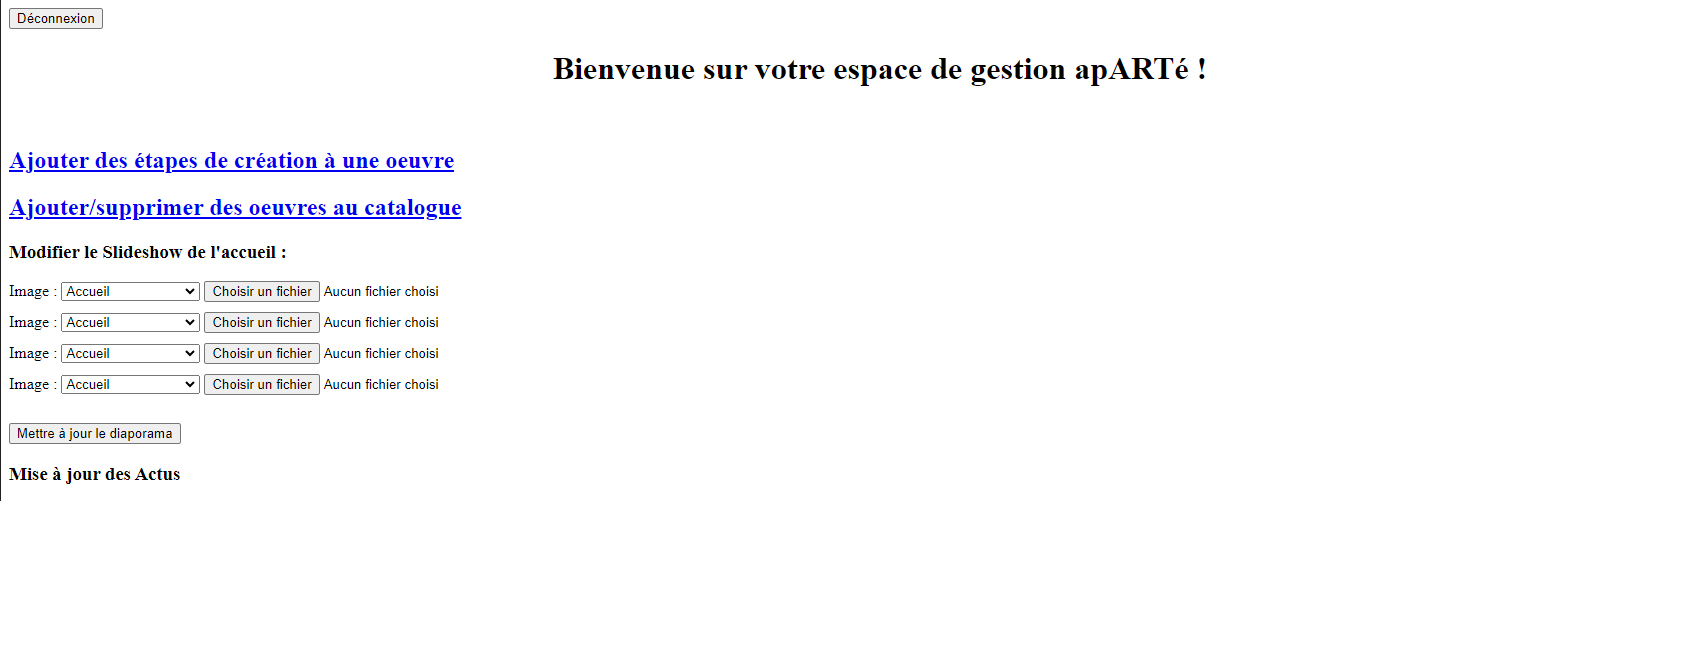 Déconnexion
Bienvenue sur votre espace de gestion apARTé !
Ajouter des étapes de création à une oeuvre
Ajouter/supprimer des oeuvres au catalogue
Modifier le Slideshow de l'accueil :
Image : Accueil Choisir un fichier Aucun fichier choisi
Image : Accueil Choisir un fichier Aucun fichier choisi
Image : Accueil Choisir un fichier Aucun fichier choisi
Image : Accueil Choisir un fichier Aucun fichier choisi
Mettre à jour le diaporama
Mise à jour des Actus